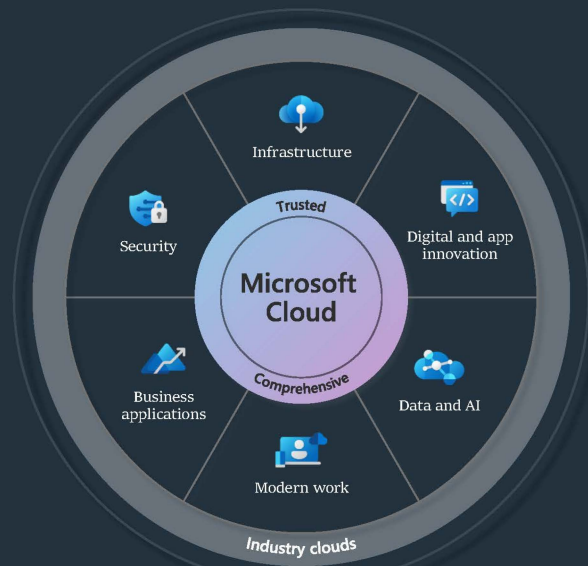 Infrastructure
Trusted
Security
Digital and app
innovation
Microsoft
Cloud
</>
Comprehensive
Business
applications
Data and AI
Modern work
Industry clouds